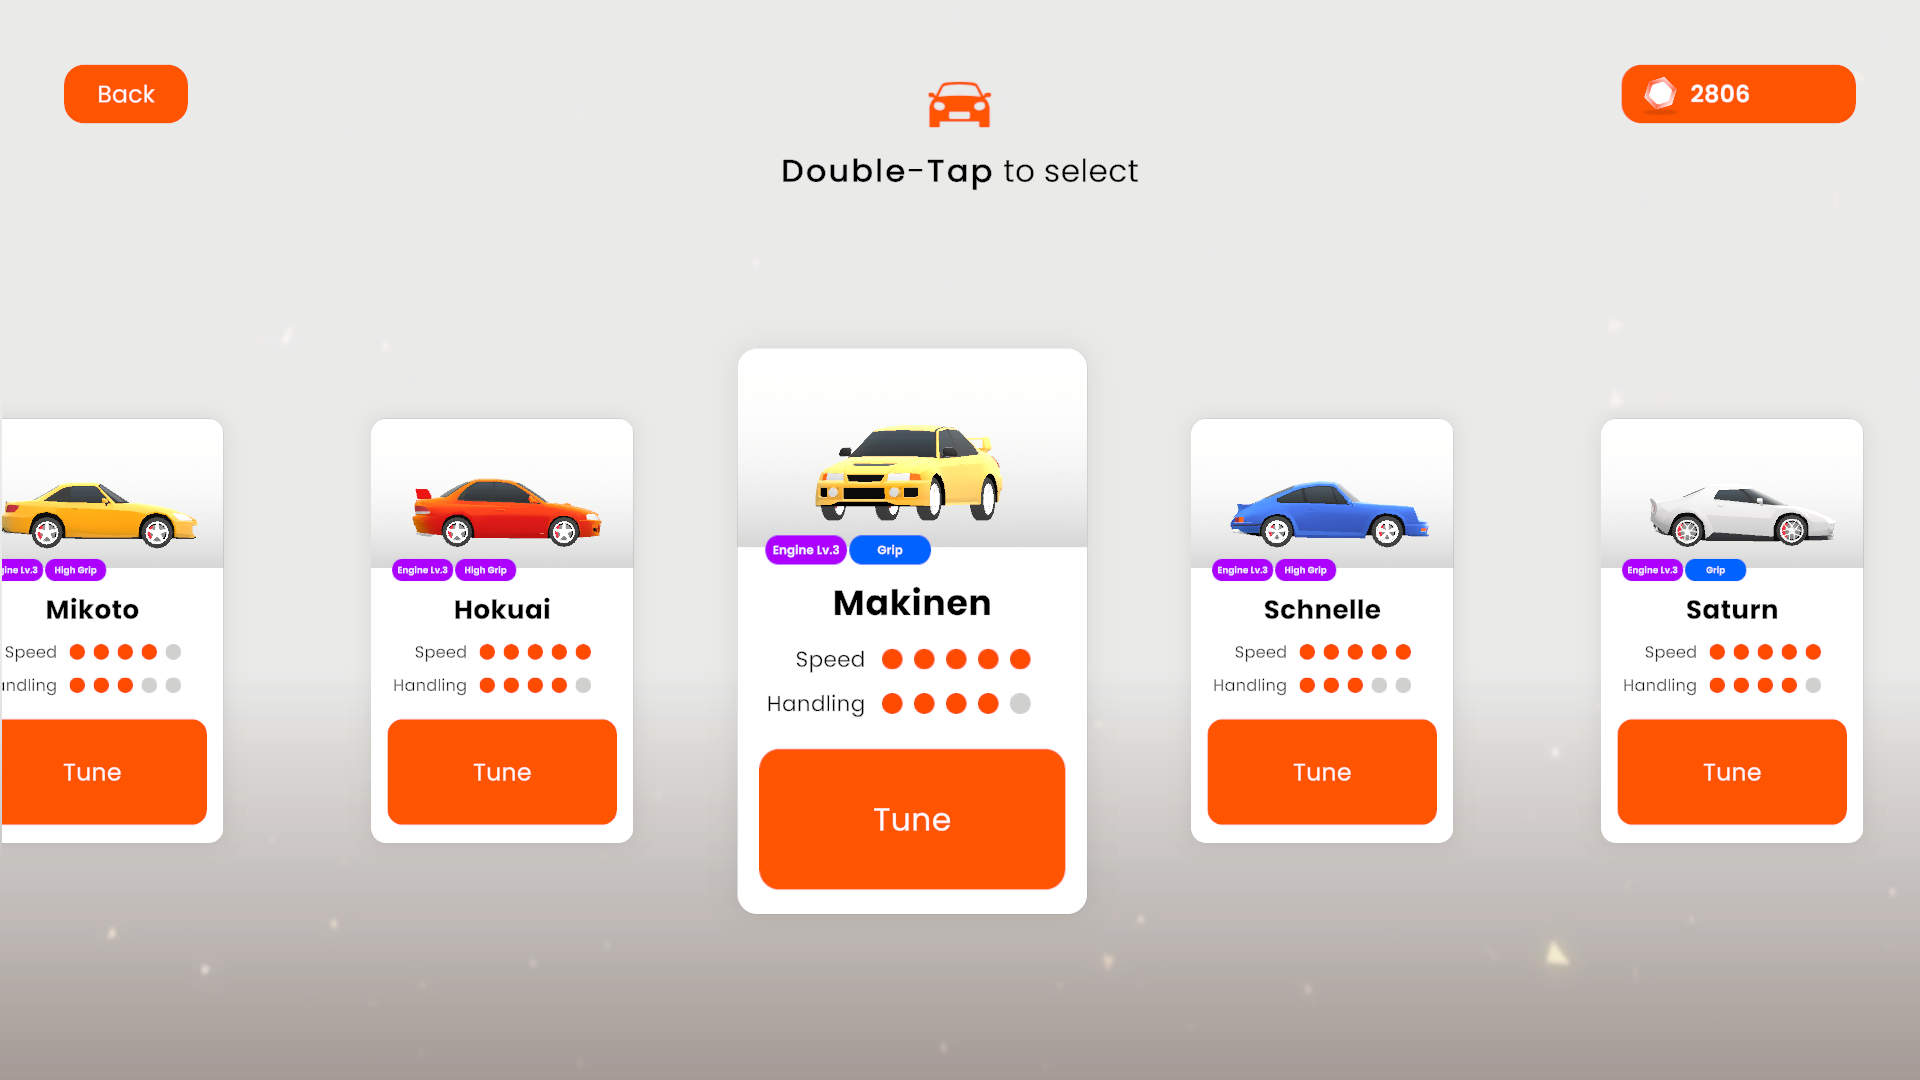 Back
2806
Double-Tap to select
gine Lv.3 High Grip
Mikoto
Speed
andling
Tune
Engine Lv.3 High Grip
Hokuai
Speed
Handling
Tune
Engine Lv.3 Grip
Makinen
Speed
Handling
Tune
Engine Lv.3 High Grip
Schnelle
Speed
Handling
Tune
Engine Lv.3 Grip
Saturn
Speed
Handling
Tune